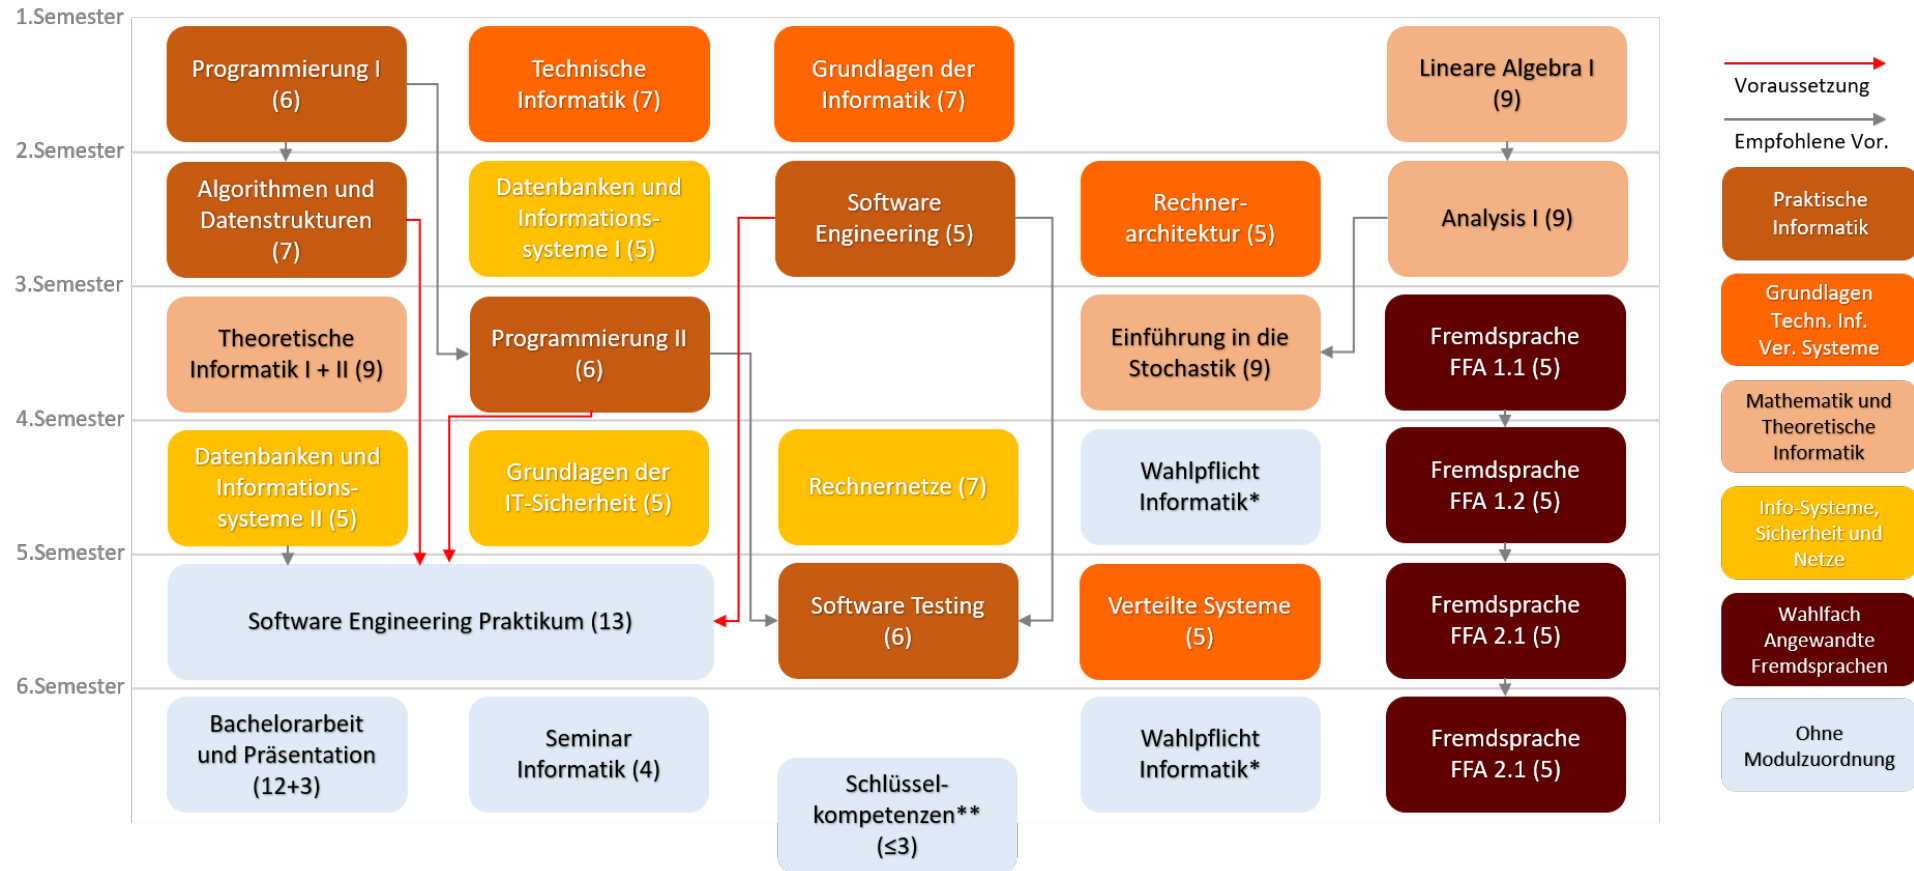 1.Semester
Programmierung I
(6)
Technische
Informatik (7)
Grundlagen der
Informatik (7)
Lineare Algebra I
(9)
2.Semester
Algorithmen und
Datenstrukturen
(7)
Datenbanken und
Informations-
systeme I (5)
Software
Engineering (5)
Rechner-
architektur (5)
Analysis I (9)
3.Semester
Theoretische
Informatik I + II (9)
Programmierung II
(6)
Einführung in die
Stochastik (9)
Fremdsprache
FFA 1.1 (5)
4.Semester
Datenbanken und
Informations-
systeme II (5)
Grundlagen der
IT-Sicherheit (5)
Rechnernetze (7)
Wahlpflicht
Informatik*
Fremdsprache
FFA 1.2 (5)
5.Semester
Software Engineering Praktikum (13)
Software Testing
(6)
Verteilte Systeme
(5)
Fremdsprache
FFA 2.1 (5)
6.Semester
Bachelorarbeit
und Präsentation
(12+3)
Seminar
Informatik (4)
Schlüssel-
kompetenzen**
(≤3)
Wahlpflicht
Informatik*
Fremdsprache
FFA 2.1 (5)
Voraussetzung
Empfohlene Vor.
Praktische
Informatik
Grundlagen
Techn. Inf.
Ver. Systeme
Mathematik und
Theoretische
Informatik
Info-Systeme,
Sicherheit und
Netze
Wahlfach
Angewandte
Fremdsprachen
Ohne
Modulzuordnung